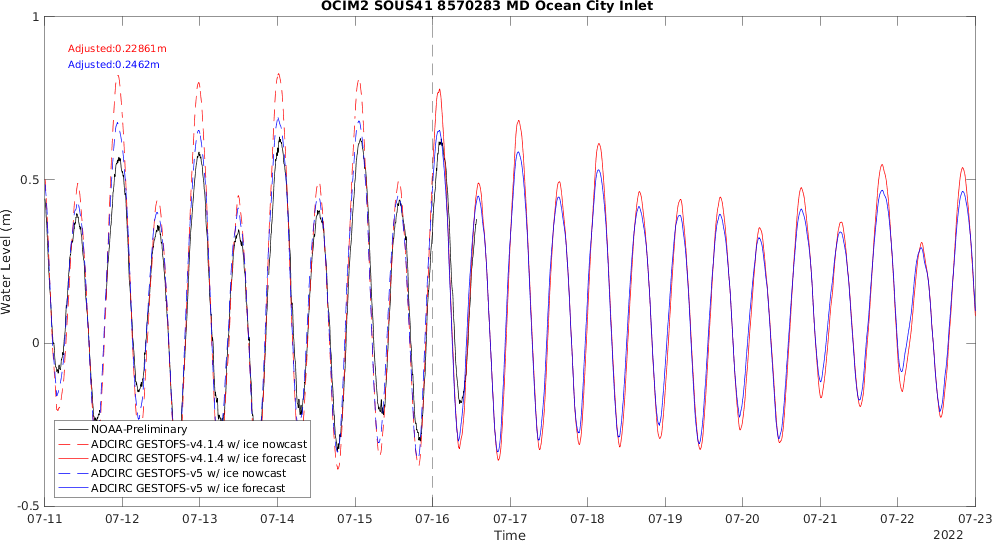 OCIM2 SOUS41 8570283 MD Ocean City Inlet
1
Adjusted:0.22861m
Adjusted:0.2462m
0.5
Water Level (m)
0
NOAA-Preliminary
ADCIRC GESTOFS-v4.1.4 w/ ice nowcast
ADCIRC GESTOFS-v4.1.4 w/ ice forecast
ADCIRC GESTOFS-v5 w/ ice nowcast
ADCIRC GESTOFS-v5 w/ ice forecast
-0.5
07-11 07-12 07-13 07-14 07-15 07-16 07-17 07-18 07-19 07-20 07-21 07-22 07-23
Time
2022